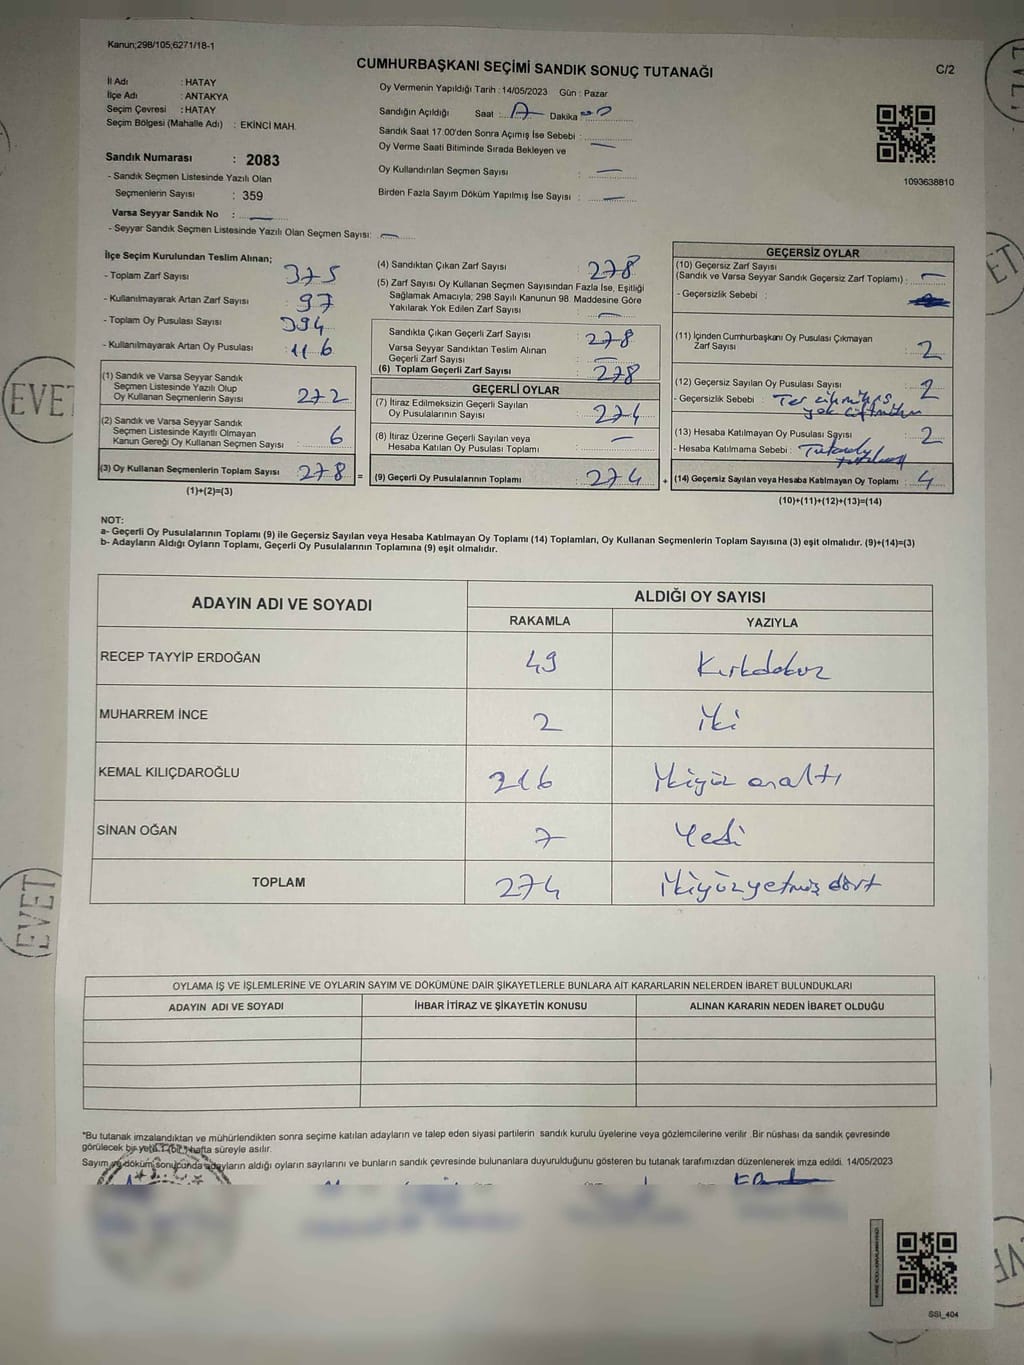 Kanun;298/105;6271/18-1
CUMHURBAŞKANI SEÇİMİ SANDIK SONUÇ TUTANAĞI
C/2
İl Adı : HATAY
İlçe Adı : ANTAKYA
Seçim Çevresi : HATAY
Seçim Bölgesi (Mahalle Adı) : EKİNCİ MAH.
Sandık Numarası : 2083
- Sandık Seçmen Listesinde Yazılı Olan
Seçmenlerin Sayısı : 359
Varsa Seyyar Sandık No :
- Seyyar Sandık Seçmen Listesinde Yazılı Olan Seçmen Sayısı:
Oy Vermenin Yapıldığı Tarih : 14/05/2023 Gün : Pazar
Sandığın Açıldığı Saat : Dakika
Sandık Saat 17.00'den Sonra Açımış İse Sebebi :
Oy Verme Saati Bitiminde Sırada Bekleyen ve
Oy Kullandırılan Seçmen Sayısı :
Birden Fazla Sayım Döküm Yapılmış İse Sayısı :
1093638810
İlçe Seçim Kurulundan Teslim Alınan;
- Toplam Zarf Sayısı : 375
- Kullanılmayarak Artan Zarf Sayısı : 97
- Toplam Oy Pusulası Sayısı : 394
- Kullanılmayarak Artan Oy Pusulası : 116
(1) Sandık ve Varsa Seyyar Sandık
Seçmen Listesinde Yazılı Olup
Oy Kullanan Seçmenlerin Sayısı : 272
(2) Sandık ve Varsa Seyyar Sandık
Seçmen Listesinde Kayıtlı Olmayan
Kanun Gereği Oy Kullanan Seçmen Sayısı : 6
(3) Oy Kullanan Seçmenlerin Toplam Sayısı : 278 =
(1)+(2)=(3)
(4) Sandıktan Çıkan Zarf Sayısı : 278
(5) Zarf Sayısı Oy Kullanan Seçmen Sayısından Fazla İse, Eşitliği
Sağlamak Amacıyla; 298 Sayılı Kanunun 98. Maddesine Göre
Yakılarak Yok Edilen Zarf Sayısı :
Sandıkta Çıkan Geçerli Zarf Sayısı : 278
Varsa Seyyar Sandıktan Teslim Alınan
Geçerli Zarf Sayısı :
(6) Toplam Geçerli Zarf Sayısı : 278
GEÇERLİ OYLAR
(7) İtiraz Edilmeksizin Geçerli Sayılan
Oy Pusulalarının Sayısı : 274
(8) İtiraz Üzerine Geçerli Sayılan veya
Hesaba Katılan Oy Pusulası Toplamı :
(9) Geçerli Oy Pusulalarının Toplamı : 274 +
GEÇERSİZ OYLAR
(10) Geçersiz Zarf Sayısı
(Sandık ve Varsa Seyyar Sandık Geçersiz Zarf Toplamı) :
- Geçersizlik Sebebi :
(11) İçinden Cumhurbaşkanı Oy Pusulası Çıkmayan
Zarf Sayısı : 2
(12) Geçersiz Sayılan Oy Pusulası Sayısı : 2
- Geçersizlik Sebebi :
(13) Hesaba Katılmayan Oy Pusulası Sayısı : 2
- Hesaba Katılmama Sebebi :
(14) Geçersiz Sayılan veya Hesaba Katılmayan Oy Toplamı : 4
(10)+(11)+(12)+(13)=(14)
NOT:
a- Geçerli Oy Pusulalarının Toplamı (9) ile Geçersiz Sayılan veya Hesaba Katılmayan Oy Toplamı (14) Toplamları, Oy Kullanan Seçmenlerin Toplam Sayısına (3) eşit olmalıdır. (9)+(14)=(3)
b- Adayların Aldığı Oyların Toplamı, Geçerli Oy Pusulalarının Toplamına (9) eşit olmalıdır.
ADAYIN ADI VE SOYADI
ALDIĞI OY SAYISI
RAKAMLA YAZIYLA
RECEP TAYYİP ERDOĞAN 49 Kırkdokuz
MUHARREM İNCE 2 iki
KEMAL KILIÇDAROĞLU 216 ikiyüz onaltı
SİNAN OĞAN 7 Yedi
TOPLAM 274 ikiyüzyetmiş dört
OYLAMA İŞ VE İŞLEMLERİNE VE OYLARIN SAYIM VE DÖKÜMÜNE DAİR ŞİKAYETLERLE BUNLARA AİT KARARLARIN NELERDEN İBARET BULUNDUKLARI
ADAYIN ADI VE SOYADI İHBAR İTİRAZ VE ŞİKAYETİN KONUSU ALINAN KARARIN NEDEN İBARET OLDUĞU
*Bu tutanak imzalandıktan ve mühürlendikten sonra seçime katılan adayların ve talep eden siyasi partilerin sandık kurulu üyelerine veya gözlemcilerine verilir .Bir nüshası da sandık çevresinde
görülecek bir yere 1 (bir) hafta süreyle asılır.
Sayım ve döküm sonucunda adayların aldığı oyların sayılarını ve bunların sandık çevresinde bulunanlara duyurulduğunu gösteren bu tutanak tarafımızdan düzenlenerek imza edildi. 14/05/2023
SSI_404
EVET
EVET
EVET